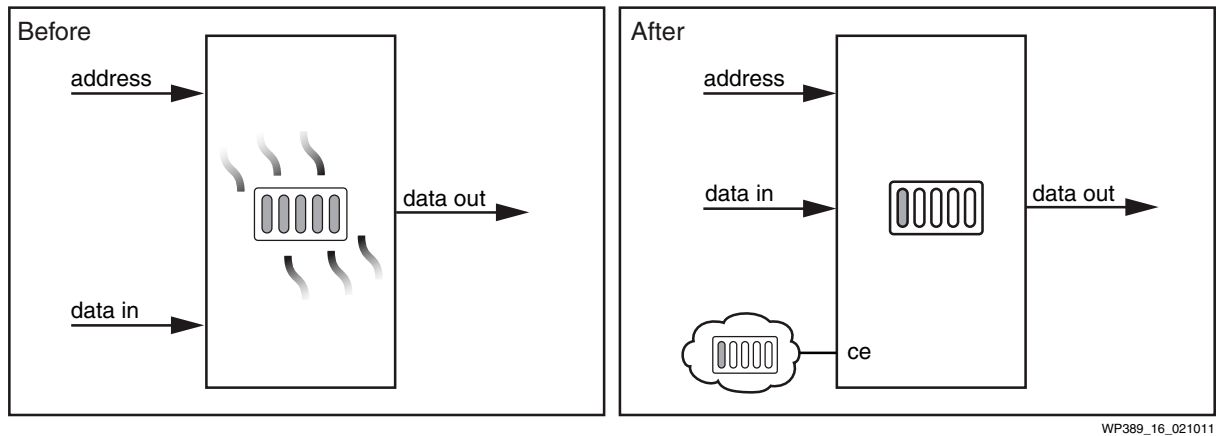 Before
address
data out
data in
After
address
data in
data out
ce
WP389_16_021011